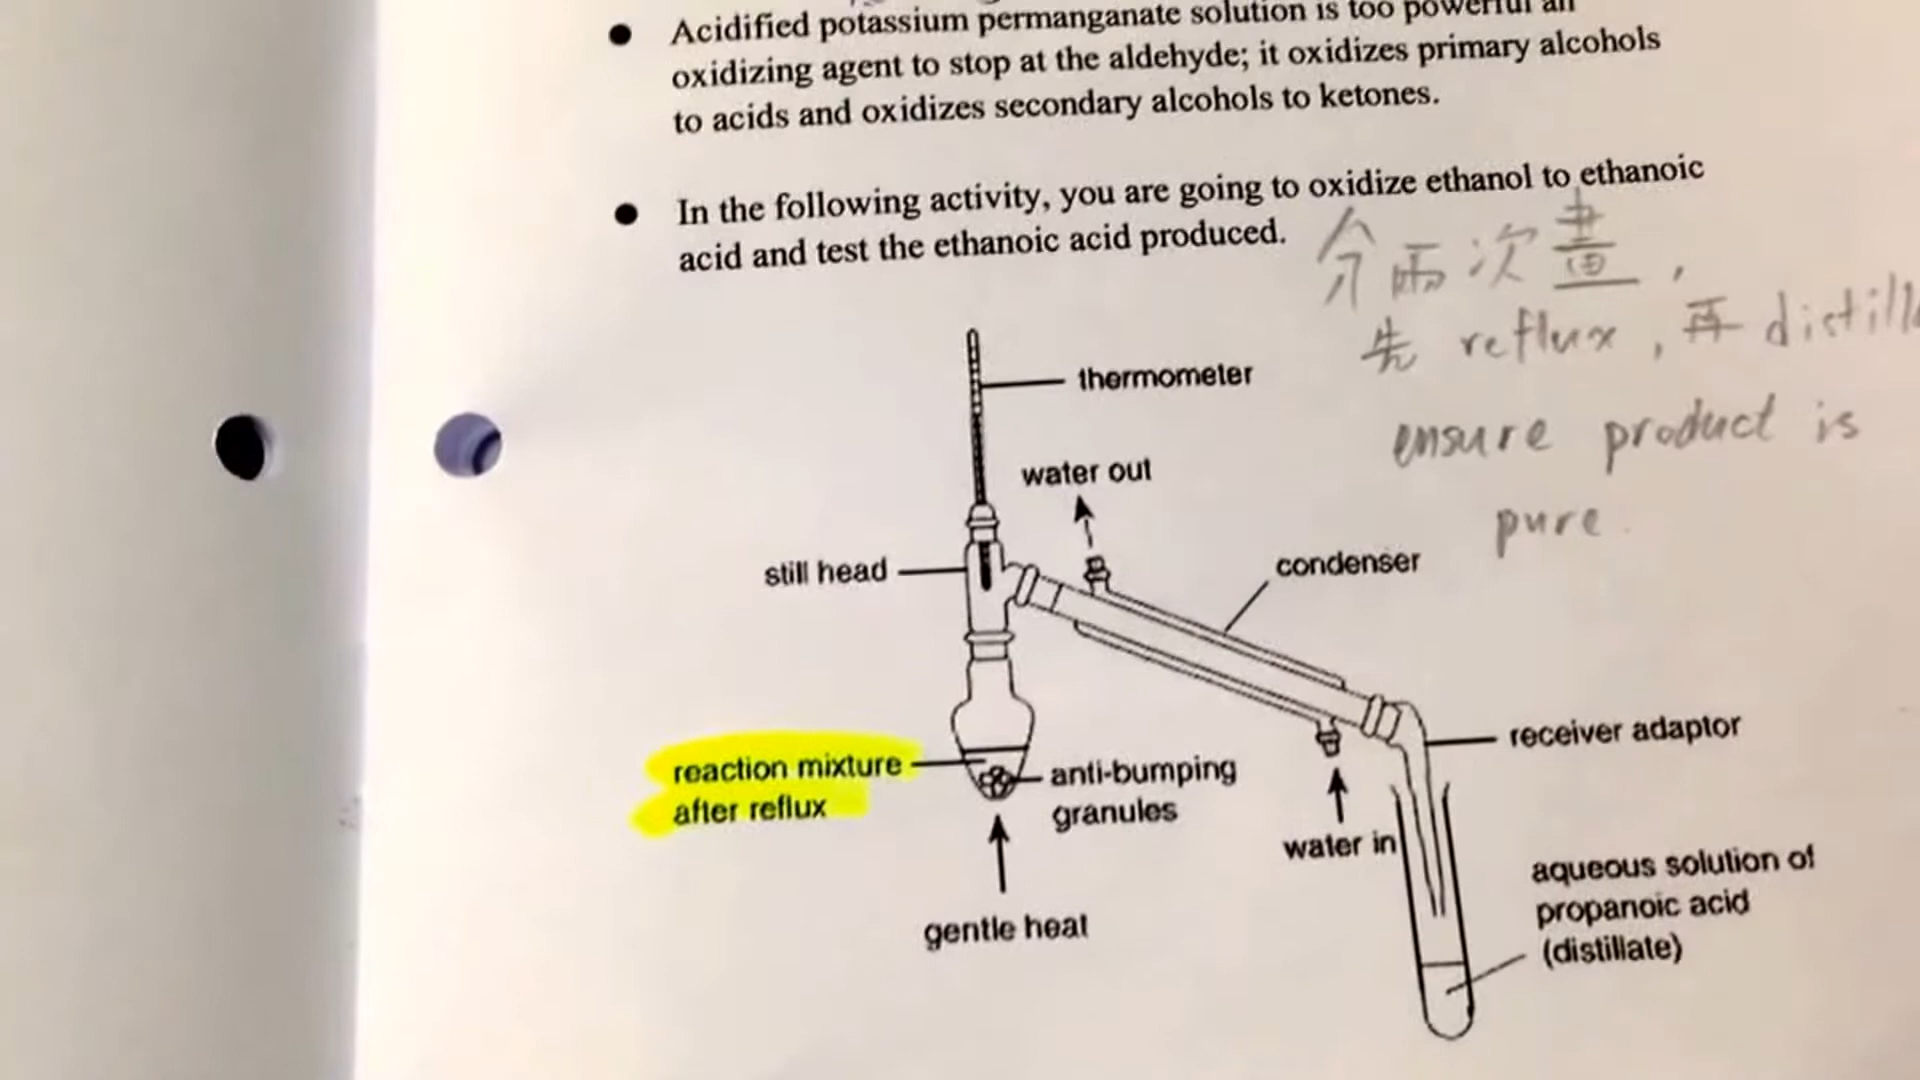 Acidified potassium permanganate solution is too powerful an
oxidizing agent to stop at the aldehyde; it oxidizes primary alcohols
to acids and oxidizes secondary alcohols to ketones.
In the following activity, you are going to oxidize ethanol to ethanoic
acid and test the ethanoic acid produced.
分兩次畫,
先 reflux, 再 distill
ensure product is
pure.
thermometer
water out
still head
condenser
receiver adaptor
reaction mixture
after reflux
anti-bumping
granules
water in
gentle heat
aqueous solution of
propanoic acid
(distillate)